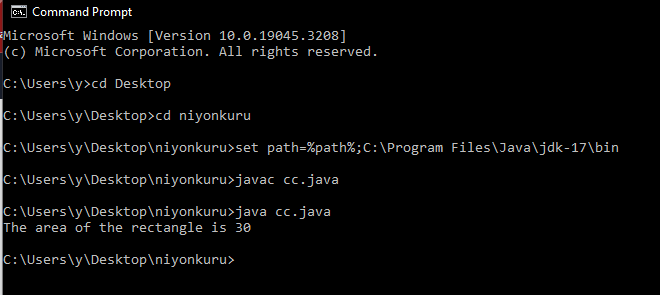 Command Prompt
Microsoft Windows [Version 10.0.19045.3208]
(c) Microsoft Corporation. All rights reserved.
C:\Users\y>cd Desktop
C:\Users\y\Desktop>cd niyonkuru
C:\Users\y\Desktop\niyonkuru>set path=%path%;C:\Program Files\Java\jdk-17\bin
C:\Users\y\Desktop\niyonkuru>javac cc.java
C:\Users\y\Desktop\niyonkuru>java cc.java
The area of the rectangle is 30
C:\Users\y\Desktop\niyonkuru>